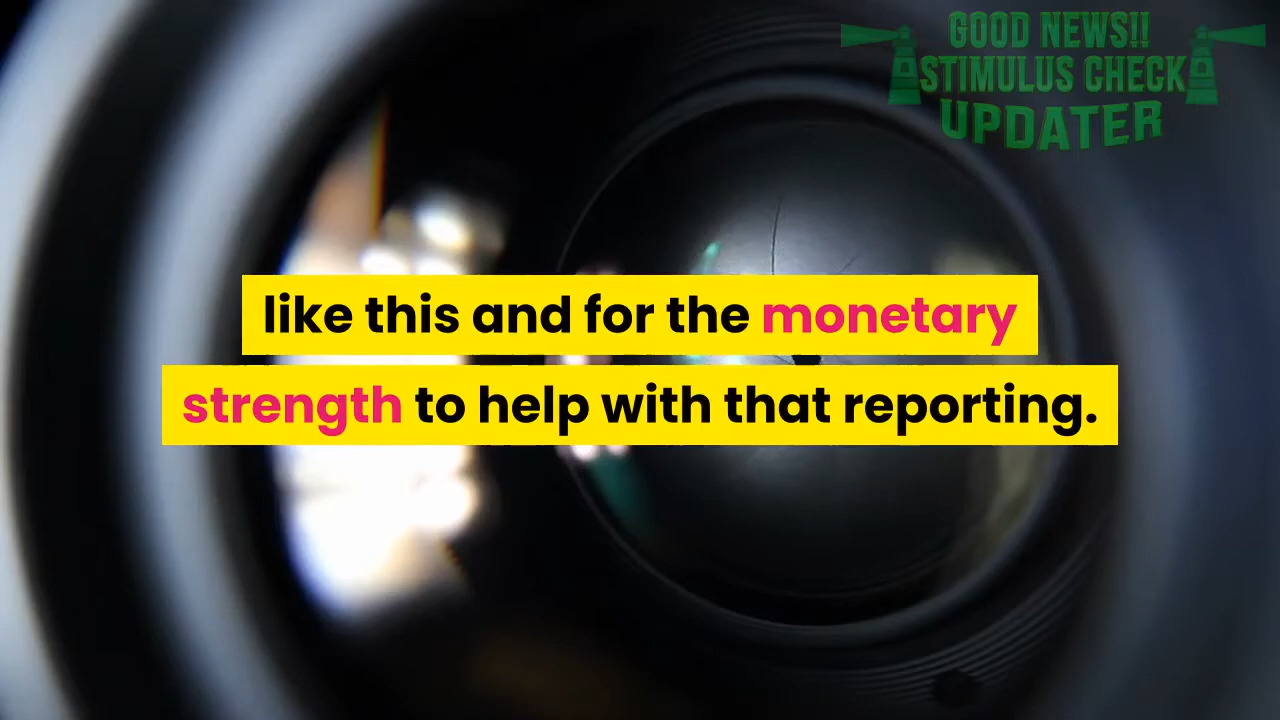 GOOD NEWS!!
STIMULUS CHECK
UPDATER
like this and for the monetary
strength to help with that reporting.